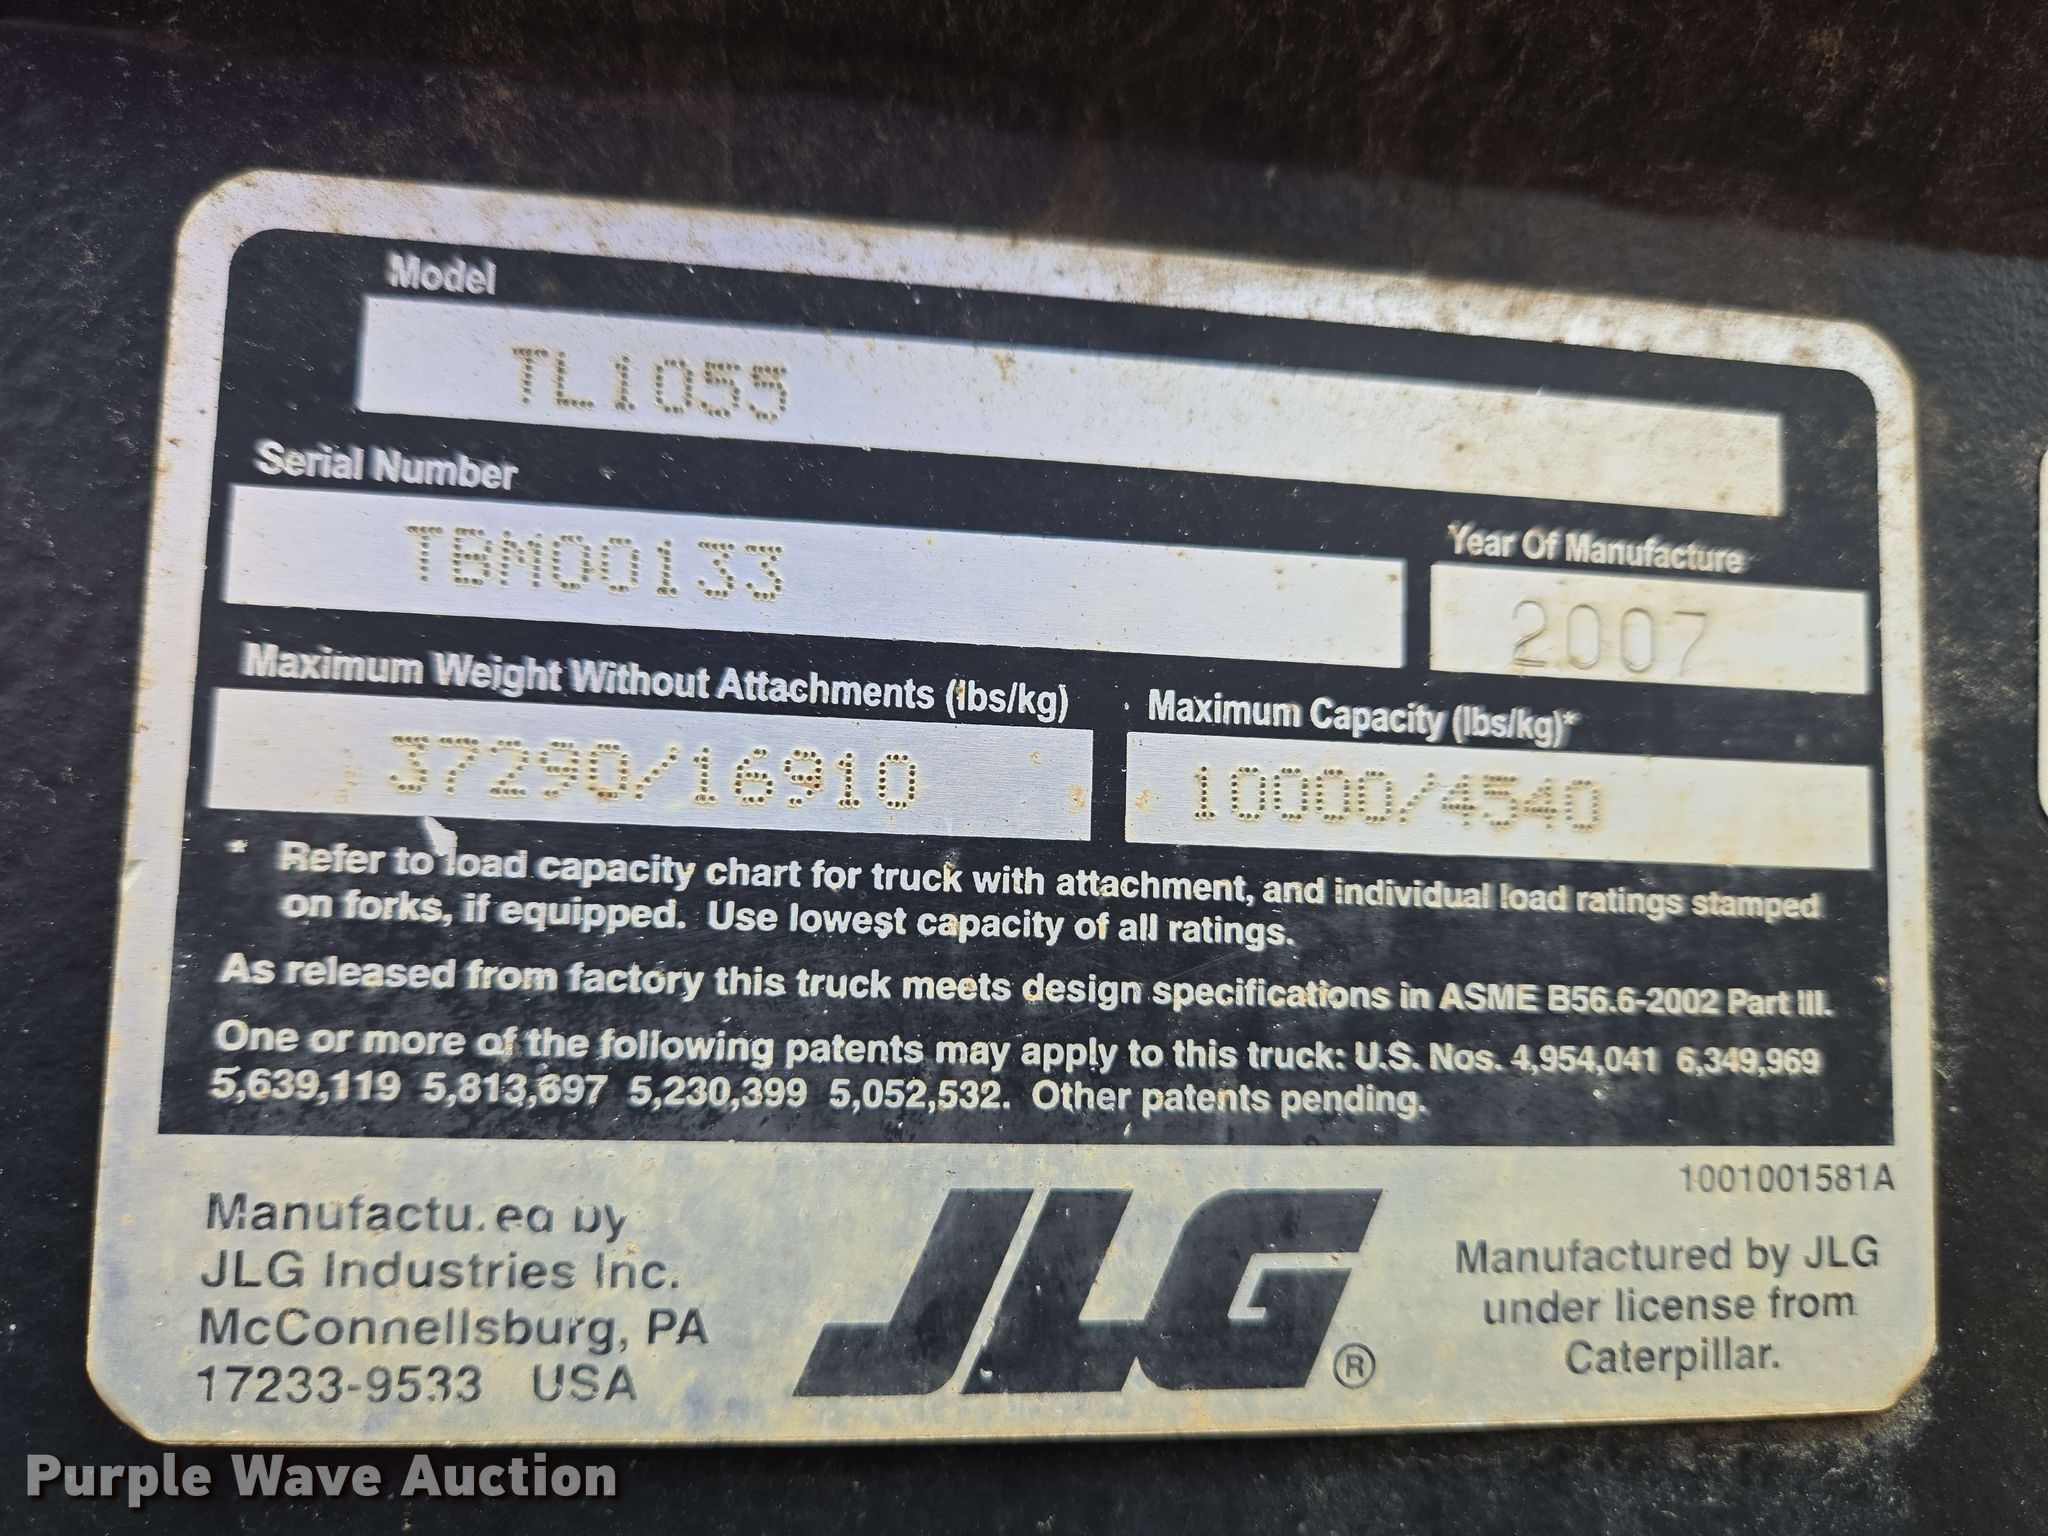 Model
TL1055
Serial Number
TBM00133
Year Of Manufacture
2007
Maximum Weight Without Attachments (lbs/kg)
37290/16910
Maximum Capacity (lbs/kg)*
10000/4540
* Refer to load capacity chart for truck with attachment, and individual load ratings stamped
on forks, if equipped. Use lowest capacity of all ratings.
As released from factory this truck meets design specifications in ASME B56.6-2002 Part III.
One or more of the following patents may apply to this truck: U.S. Nos. 4,954,041 6,349,969
5,639,119 5,813,697 5,230,399 5,052,532. Other patents pending.
1001001581A
Manufactured by
JLG Industries Inc.
McConnellsburg, PA
17233-9533 USA
JLG®
Manufactured by JLG
under license from
Caterpillar.
Purple Wave Auction